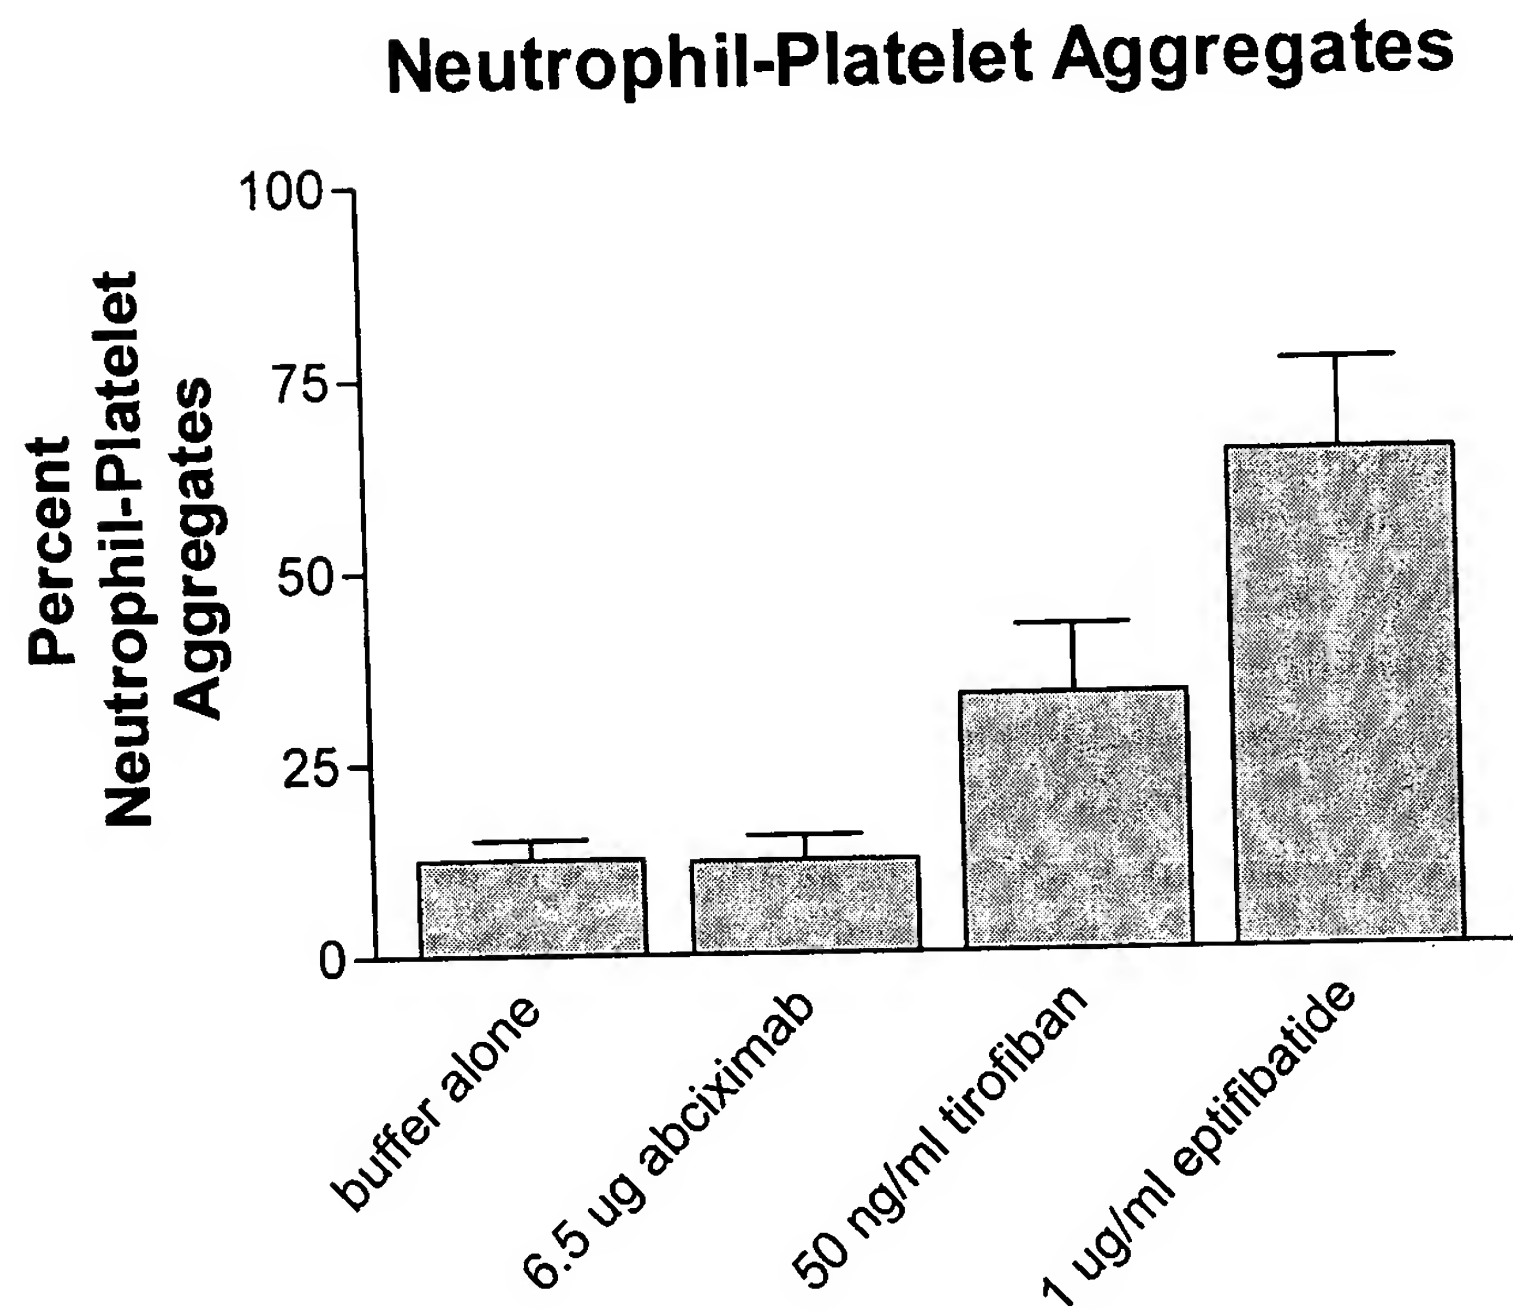 Neutrophil-Platelet Aggregates
Percent
Neutrophil-Platelet
Aggregates
100
75
50
25
0
buffer alone
6.5 ug abciximab
50 ng/ml tirofiban
1 ug/ml eptifibatide